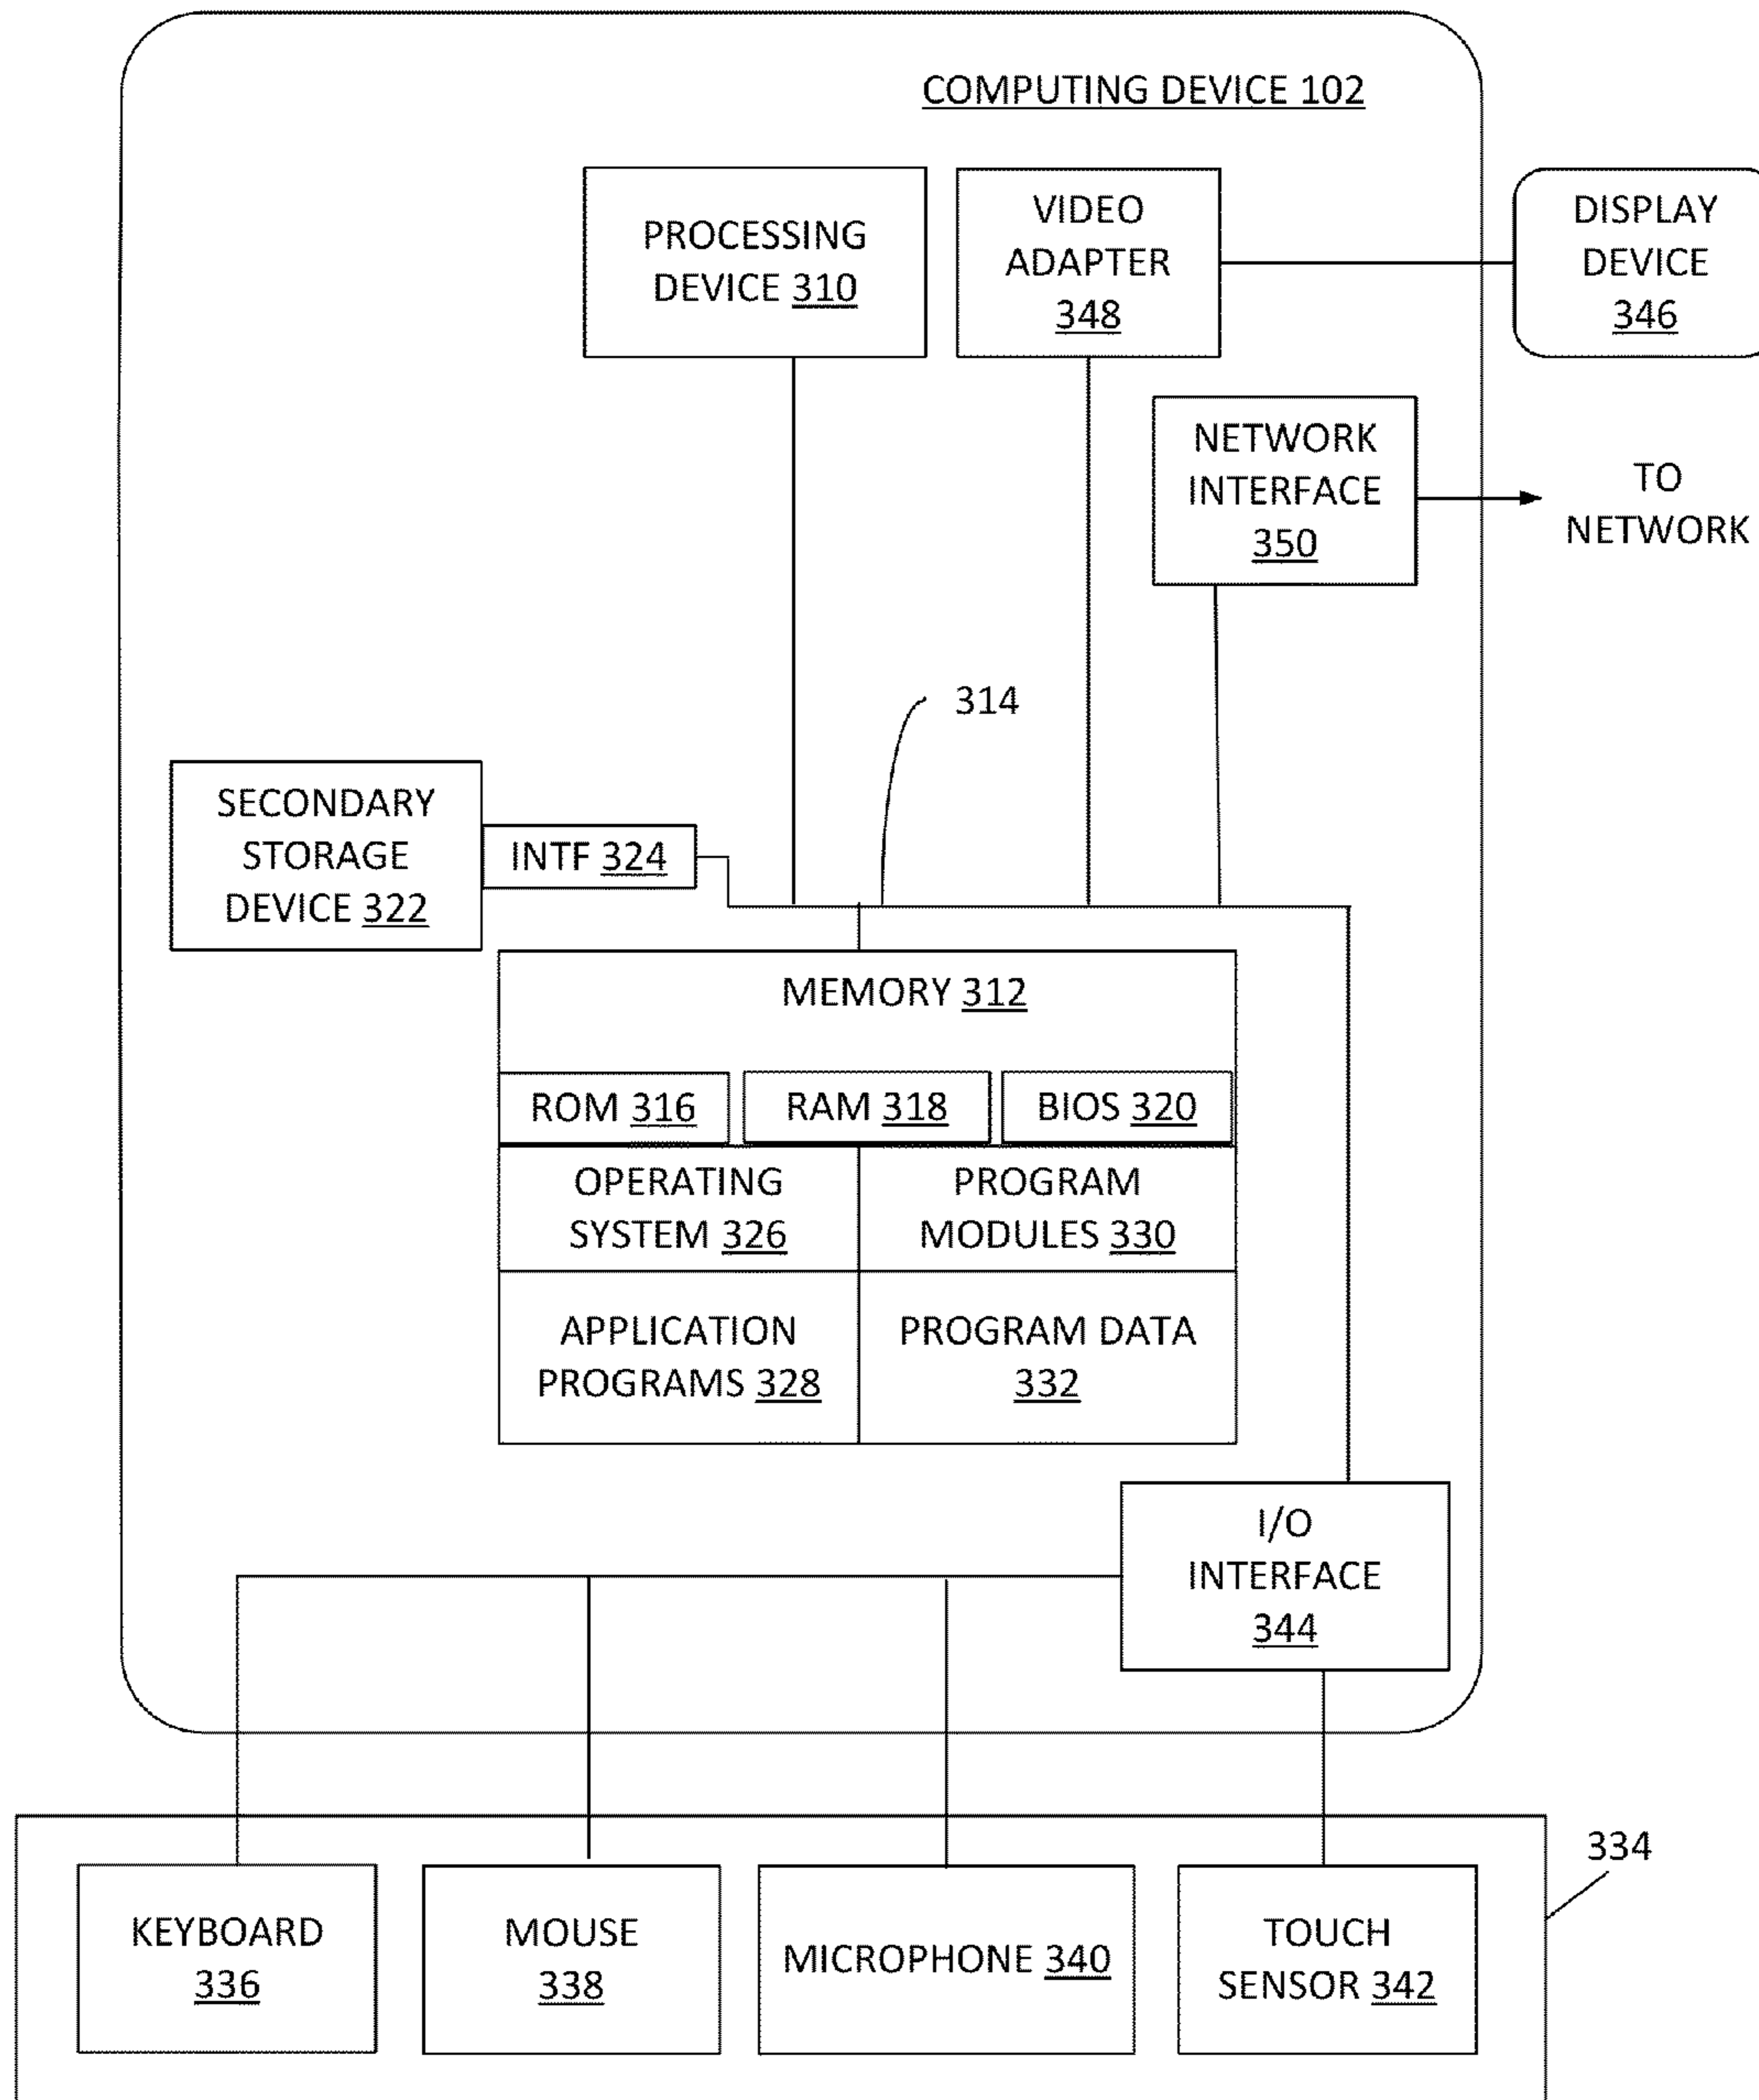 COMPUTING DEVICE 102
PROCESSING
DEVICE 310
VIDEO
ADAPTER
348
DISPLAY
DEVICE
346
NETWORK
INTERFACE
350
TO
NETWORK
314
SECONDARY
STORAGE
DEVICE 322
INTF 324
MEMORY 312
ROM 316
RAM 318
BIOS 320
OPERATING
SYSTEM 326
PROGRAM
MODULES 330
APPLICATION
PROGRAMS 328
PROGRAM DATA
332
I/O
INTERFACE
344
334
KEYBOARD
336
MOUSE
338
MICROPHONE 340
TOUCH
SENSOR 342